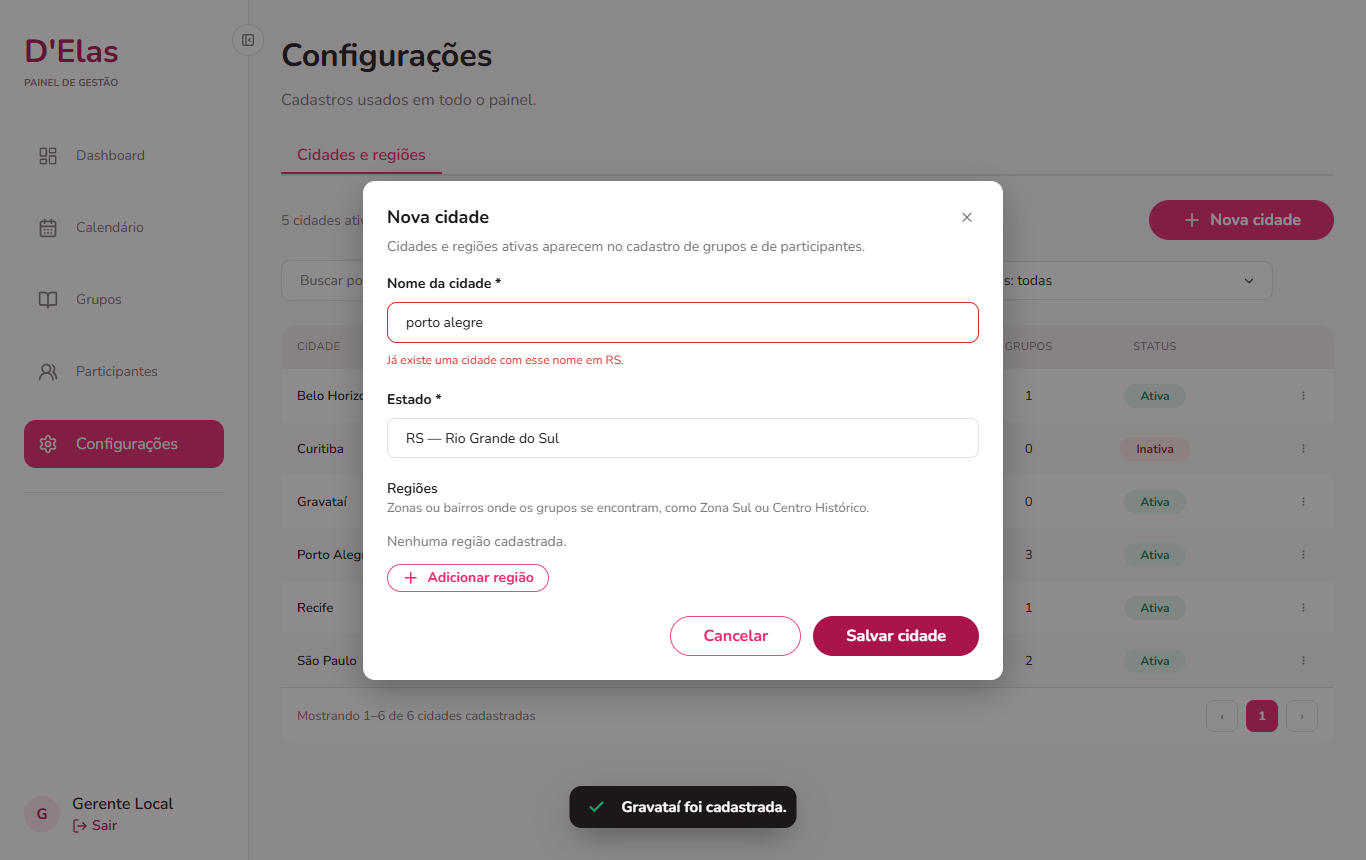 D'Elas
PAINEL DE GESTÃO
Dashboard
Calendário
Grupos
Participantes
Configurações
Gerente Local
G
Sair
Configurações
Cadastros usados em todo o painel.
Cidades e regiões
5 cidades
Nova cidade
Buscar
todas
CIDADE
GRUPOS
STATUS
Belo
1
Ativa
Curitiba
0
Inativa
Gravataí
0
Ativa
Porto
3
Ativa
Recife
1
Ativa
São Paulo
2
Ativa
Mostrando 1–6 de 6 cidades cadastradas
‹ 1 ›
Nova cidade
Cidades e regiões ativas aparecem no cadastro de grupos e de participantes.
Nome da cidade *
porto alegre
Já existe uma cidade com esse nome em RS.
Estado *
RS — Rio Grande do Sul
Regiões
Zonas ou bairros onde os grupos se encontram, como Zona Sul ou Centro Histórico.
Nenhuma região cadastrada.
Adicionar região
Cancelar
Salvar cidade
Gravataí foi cadastrada.